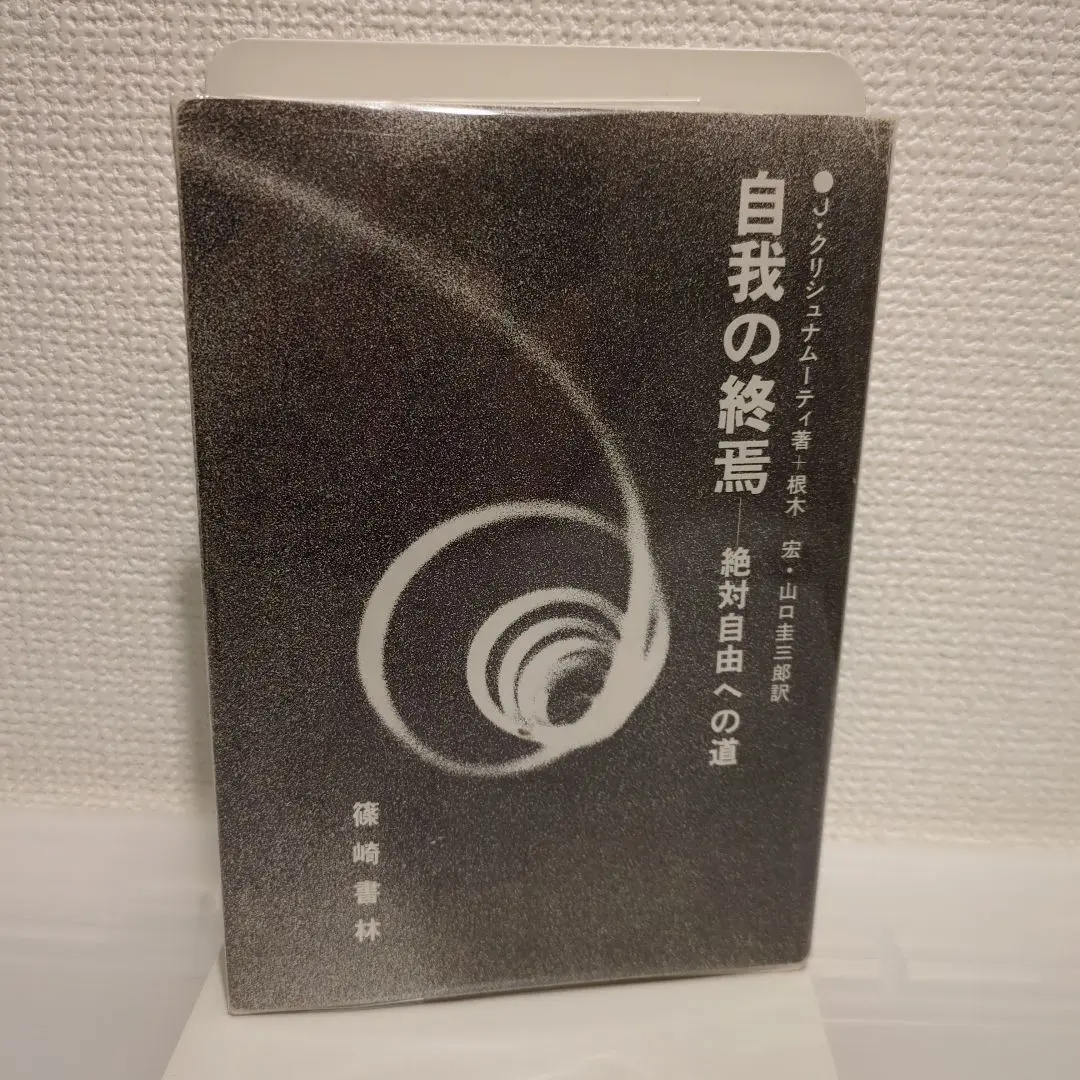 ●J・クリシュナムーティ著+根木 宏・山口圭三郎訳
自我の終焉──絶対自由への道
篠崎書林